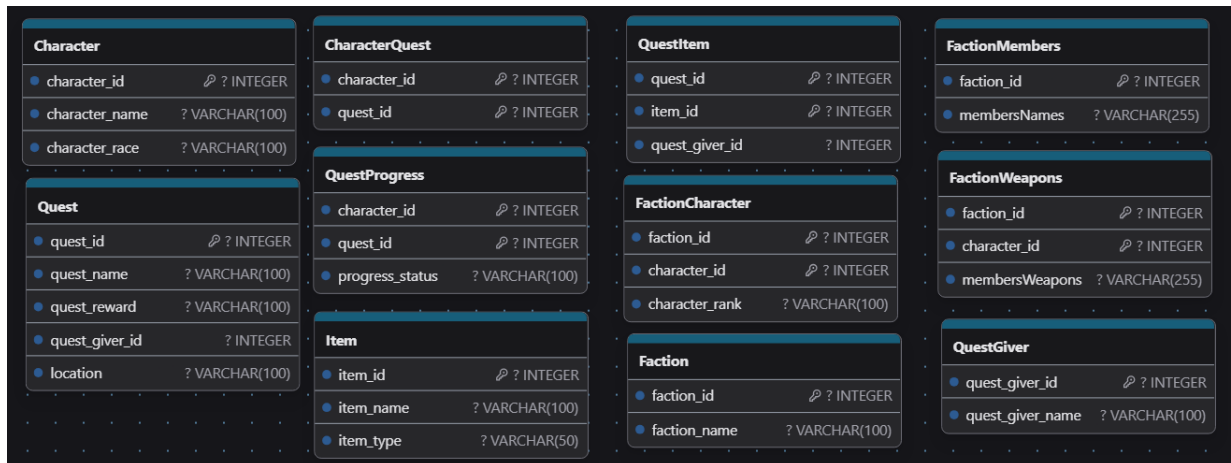 Character
character_id ? INTEGER
character_name ? VARCHAR(100)
character_race ? VARCHAR(100)
Quest
quest_id ? INTEGER
quest_name ? VARCHAR(100)
quest_reward ? VARCHAR(100)
quest_giver_id ? INTEGER
location ? VARCHAR(100)
CharacterQuest
character_id ? INTEGER
quest_id ? INTEGER
QuestProgress
character_id ? INTEGER
quest_id ? INTEGER
progress_status ? VARCHAR(100)
Item
item_id ? INTEGER
item_name ? VARCHAR(100)
item_type ? VARCHAR(50)
QuestItem
quest_id ? INTEGER
item_id ? INTEGER
quest_giver_id ? INTEGER
FactionCharacter
faction_id ? INTEGER
character_id ? INTEGER
character_rank ? VARCHAR(100)
Faction
faction_id ? INTEGER
faction_name ? VARCHAR(100)
FactionMembers
faction_id ? INTEGER
membersNames ? VARCHAR(255)
FactionWeapons
faction_id ? INTEGER
character_id ? INTEGER
membersWeapons ? VARCHAR(255)
QuestGiver
quest_giver_id ? INTEGER
quest_giver_name ? VARCHAR(100)